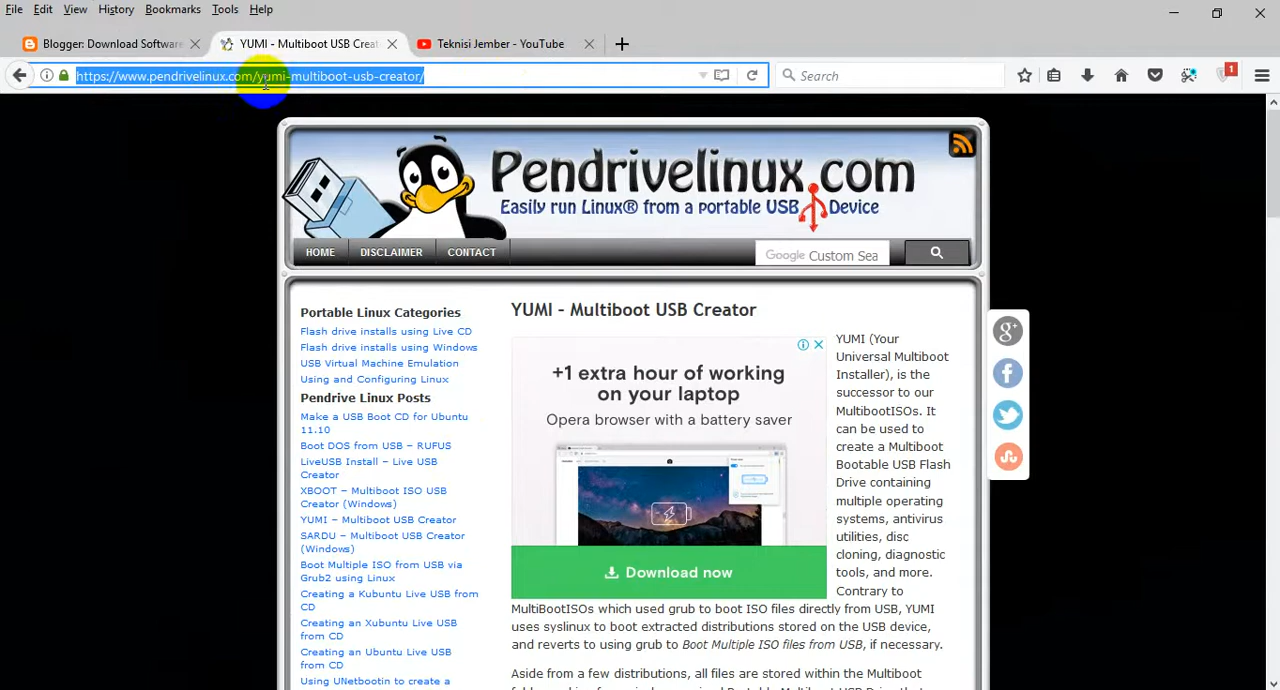 File Edit View History Bookmarks Tools Help
Blogger: Download Software
YUMI - Multiboot USB Creat
Teknisi Jember - YouTube
https://www.pendrivelinux.com/yumi-multiboot-usb-creator/
Search
1
Pendrivelinux.com
Easily run Linux® from a portable USB Device
HOME DISCLAIMER CONTACT
Google Custom Sea
Portable Linux Categories
Flash drive installs using Live CD
Flash drive installs using Windows
USB Virtual Machine Emulation
Using and Configuring Linux
Pendrive Linux Posts
Make a USB Boot CD for Ubuntu
11.10
Boot DOS from USB – RUFUS
LiveUSB Install – Live USB
Creator
XBOOT – Multiboot ISO USB
Creator (Windows)
YUMI – Multiboot USB Creator
SARDU – Multiboot USB Creator
(Windows)
Boot Multiple ISO from USB via
Grub2 using Linux
Creating a Kubuntu Live USB from
CD
Creating an Xubuntu Live USB
from CD
Creating an Ubuntu Live USB
from CD
Using UNetbootin to create a
YUMI – Multiboot USB Creator
+1 extra hour of working
on your laptop
Opera browser with a battery saver
Download now
YUMI (Your
Universal Multiboot
Installer), is the
successor to our
MultibootISOs. It
can be used to
create a Multiboot
Bootable USB Flash
Drive containing
multiple operating
systems, antivirus
utilities, disc
cloning, diagnostic
tools, and more.
Contrary to
MultiBootISOs which used grub to boot ISO files directly from USB, YUMI
uses syslinux to boot extracted distributions stored on the USB device,
and reverts to using grub to Boot Multiple ISO files from USB, if necessary.
Aside from a few distributions, all files are stored within the Multiboot
g+